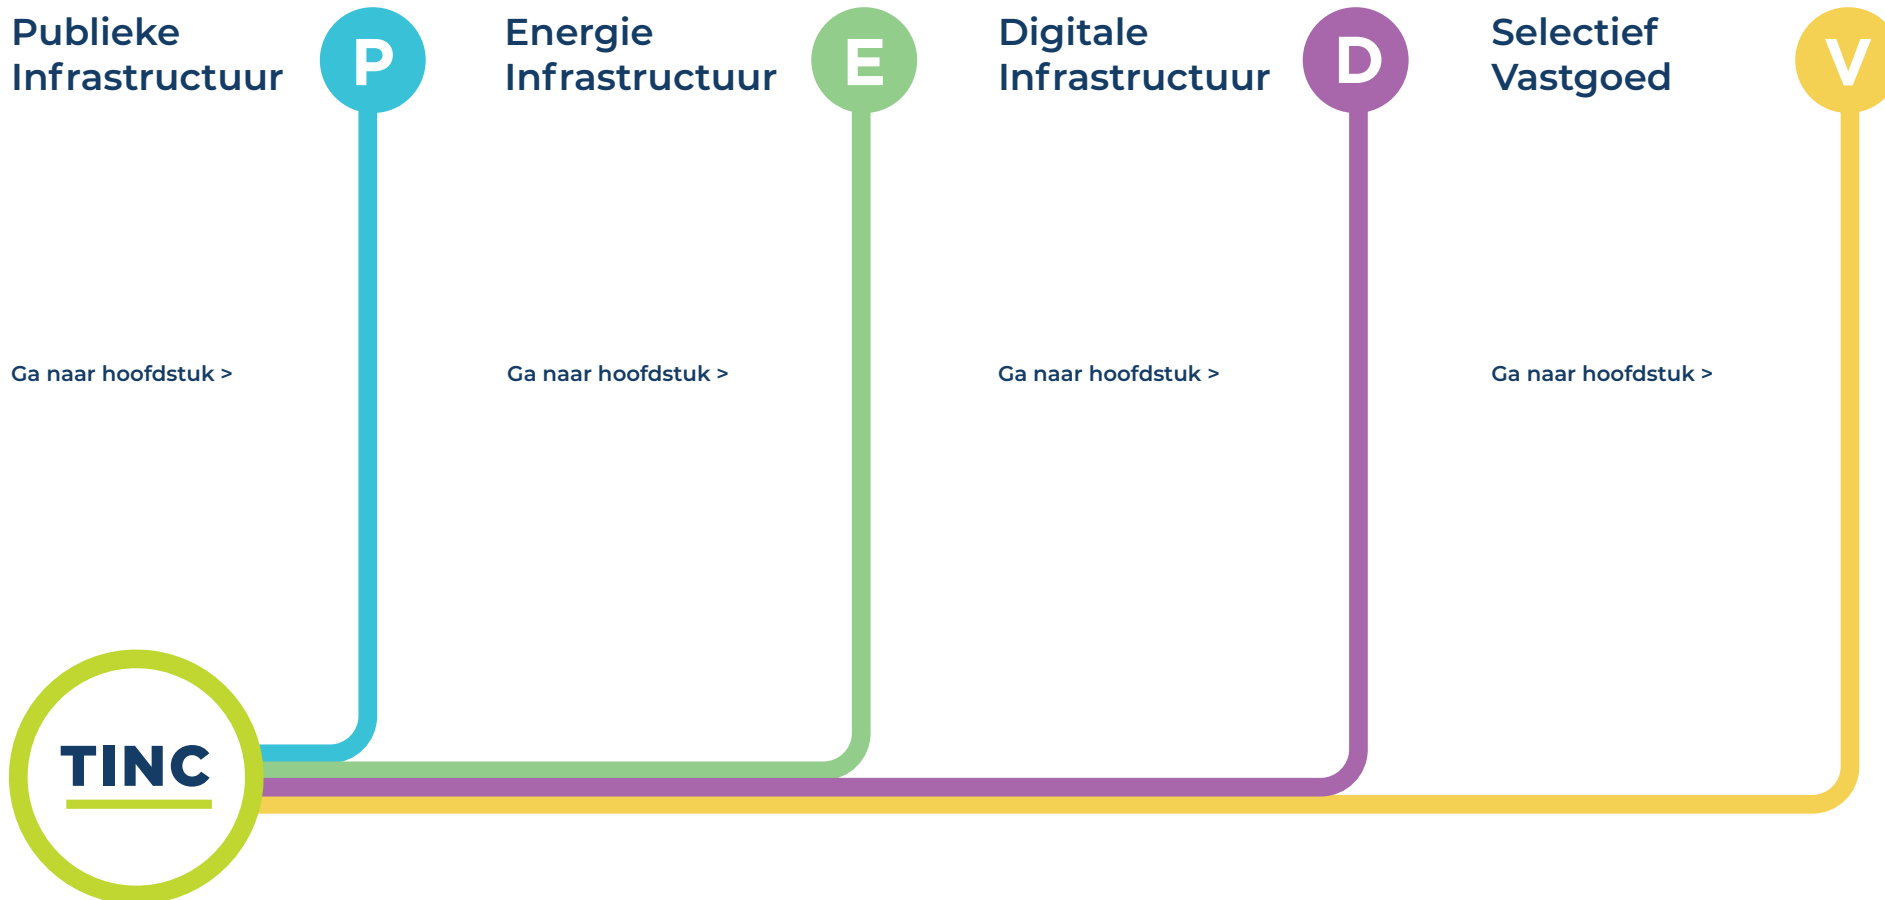 Publieke
Infrastructuur
P
Energie
Infrastructuur
E
Digitale
Infrastructuur
D
Selectief
Vastgoed
V
Ga naar hoofdstuk >
Ga naar hoofdstuk >
Ga naar hoofdstuk >
Ga naar hoofdstuk >
TINC